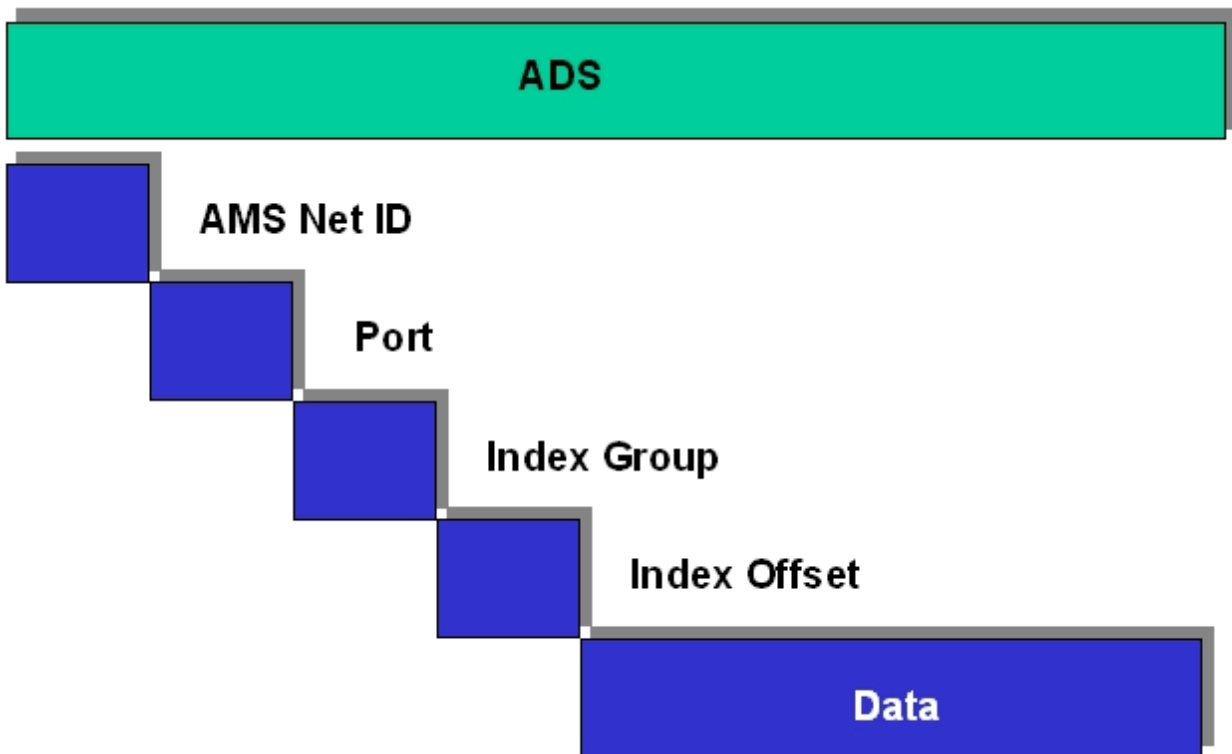 ADS
AMS Net ID
Port
Index Group
Index Offset
Data